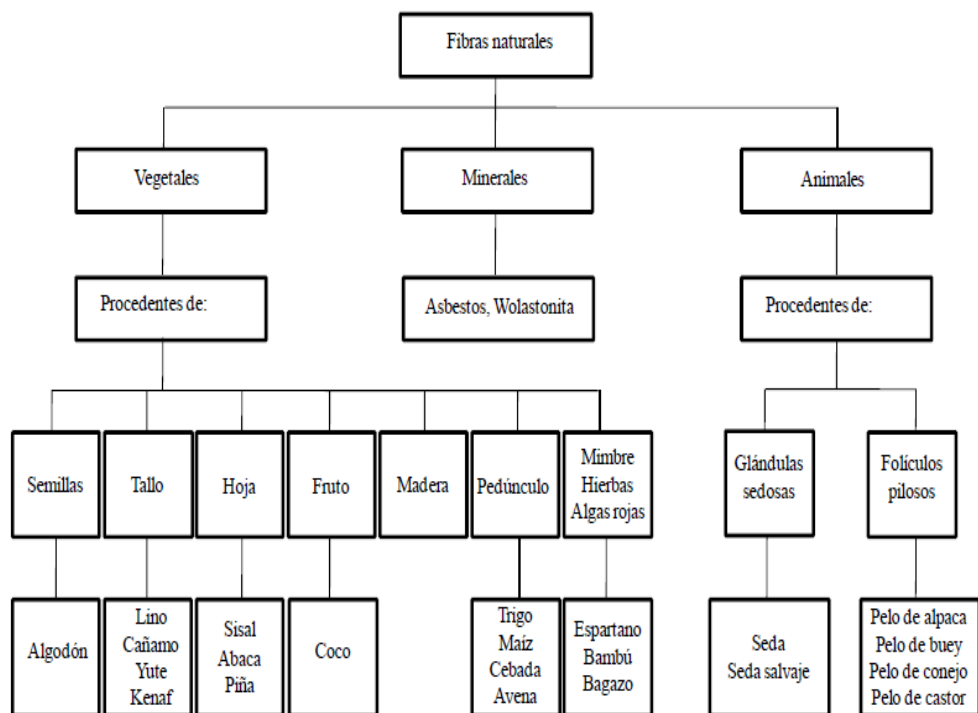 Fibras naturales
Vegetales
Minerales
Animales
Procedentes de:
Asbestos, Wolastonita
Procedentes de:
Semillas
Tallo
Hoja
Fruto
Madera
Pedúnculo
Mimbre
Hierbas
Algas rojas
Glándulas
sedosas
Folículos
pilosos
Algodón
Lino
Cañamo
Yute
Kenaf
Sisal
Abaca
Piña
Coco
Trigo
Maíz
Cebada
Avena
Espartano
Bambú
Bagazo
Seda
Seda salvaje
Pelo de alpaca
Pelo de buey
Pelo de conejo
Pelo de castor